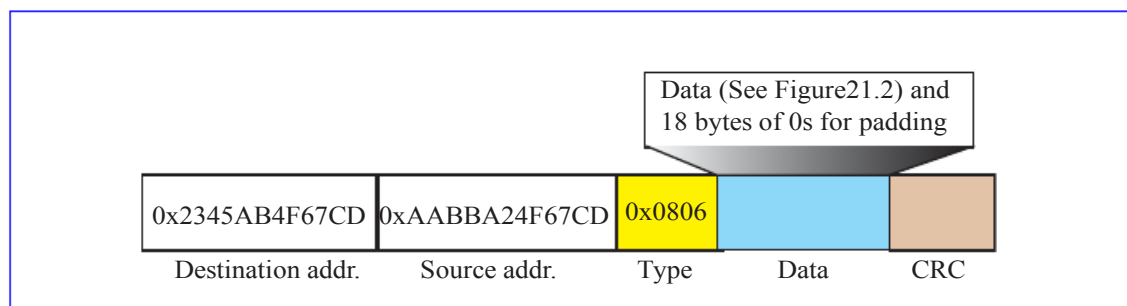 Data (See Figure21.2) and
18 bytes of 0s for padding
0x2345AB4F67CD 0xAABBA24F67CD 0x0806
Destination addr. Source addr. Type Data CRC